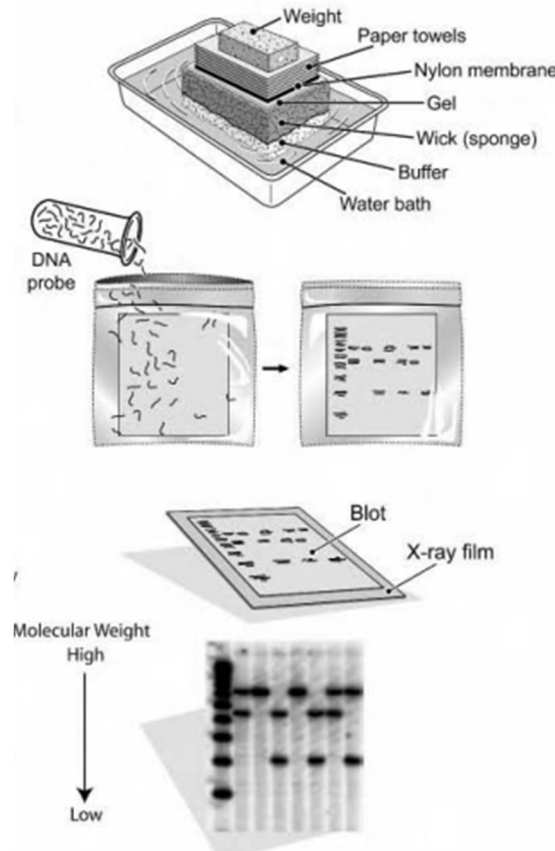 Weight
Paper towels
Nylon membrane
Gel
Wick (sponge)
Buffer
Water bath
DNA
probe
Blot
X-ray film
Molecular Weight
High
Low